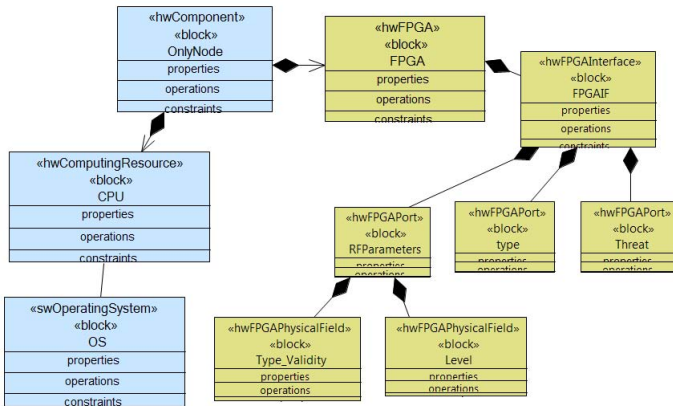 «hwComponent»
«block»
OnlyNode
properties
operations
constraints
«hwFPGA»
«block»
FPGA
properties
operations
constraints
«hwFPGAInterface»
«block»
FPGAIF
properties
operations
constraints
«hwComputingResource»
«block»
CPU
properties
operations
constraints
«hwFPGAPort»
«block»
RFParameters
properties
operations
«hwFPGAPort»
«block»
type
properties
operations
«hwFPGAPort»
«block»
Threat
properties
operations
«swOperatingSystem»
«block»
OS
properties
operations
constraints
«hwFPGAPhysicalField»
«block»
Type_Validity
properties
operations
«hwFPGAPhysicalField»
«block»
Level
properties
operations